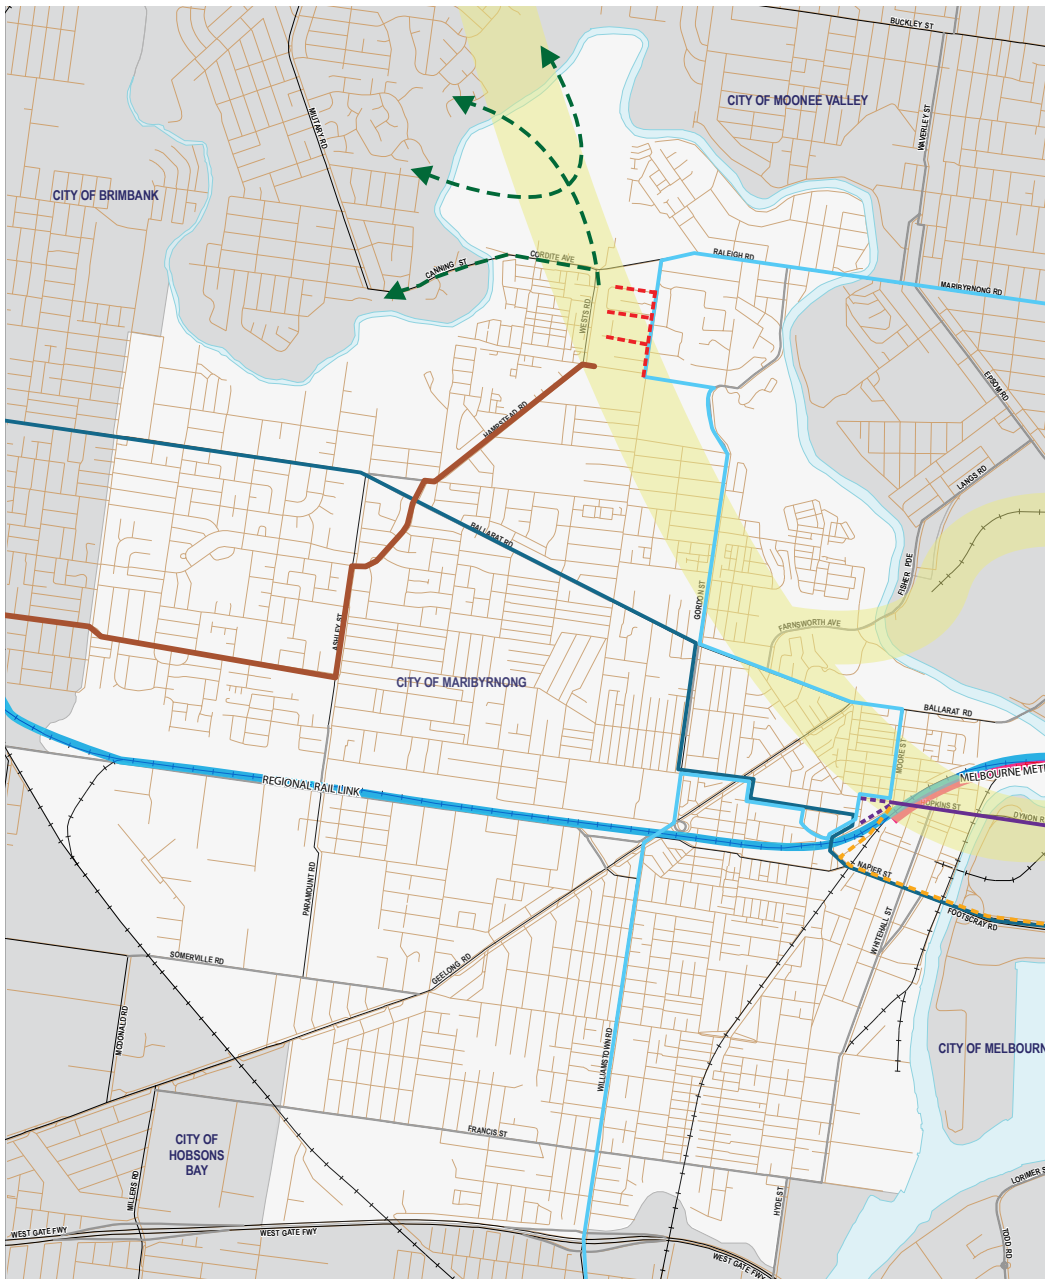 BUCKLEY ST
CITY OF MOONEE VALLEY
WAVERLEY ST
MILITARY RD
CITY OF BRIMBANK
CORDITE AVE
RALEIGH RD
CANNING ST
MARIBYRNONG RD
WESTS RD
EPSOM RD
HAMPSTEAD RD
LANGS RD
BALLARAT RD
FISHER PDE
GORDON ST
ASHLEY ST
FARNSWORTH AVE
CITY OF MARIBYRNONG
BALLARAT RD
MOORE ST
REGIONAL RAIL LINK
MELBOURNE MET
OPKINS ST
DYNON R
NAPIER ST
PARAMOUNT RD
FOOTSCRAY RD
WHITEHALL ST
SOMERVILLE RD
GEELONG RD
MCDONALD RD
WILLIAMSTOWN RD
CITY OF MELBOURN
FRANCIS ST
CITY OF
HOBSONS
BAY
MILLERS RD
HYDE ST
LORIMER S
WEST GATE FWY
WEST GATE FWY
TODD RD
WEST GATE FWY